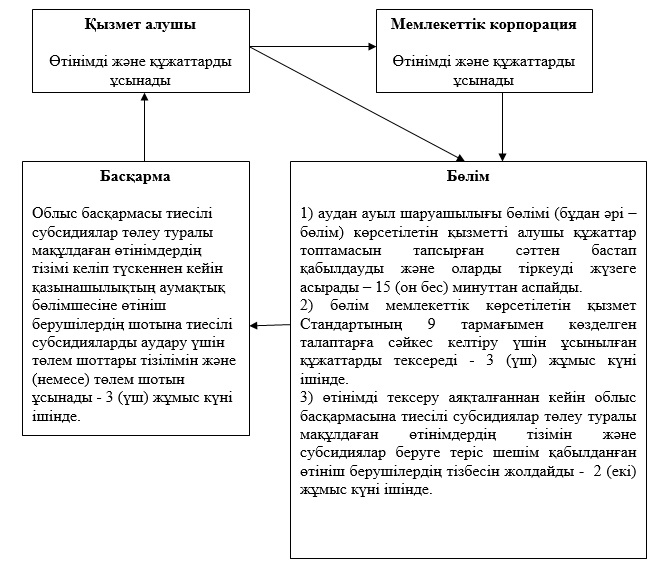 Қызмет алушы
Өтінімді және құжаттарды
ұсынады
Мемлекеттік корпорация
Өтінімді және құжаттарды
ұсынады
Басқарма
Облыс басқармасы тиесілі
субсидиялар төлеу туралы
мақұлдаған өтінімдердің
тізімі келіп түскеннен кейін
қазынашылықтың аумақтық
бөлімшесіне өтініш
берушілердің шотына тиесілі
субсидияларды аудару үшін
төлем шоттары тізілімін және
(немесе) төлем шотын
ұсынады - 3 (үш) жұмыс күні
ішінде.
Бөлім
1) аудан ауыл шаруашылығы бөлімі (бұдан әрі –
бөлім) көрсетілетін қызметті алушы құжаттар
топтамасын тапсырған сәттен бастап
қабылдауды және оларды тіркеуді жүзеге
асырады – 15 (он бес) минуттан аспайды.
2) бөлім мемлекеттік көрсетілетін қызмет
Стандартының 9 тармағымен көзделген
талаптарға сәйкес келтіру үшін ұсынылған
құжаттарды тексереді - 3 (үш) жұмыс күні
ішінде.
3) өтінімді тексеру аяқталғаннан кейін облыс
басқармасына тиесілі субсидиялар төлеу туралы
мақұлдаған өтінімдердің тізімін және
субсидиялар беруге теріс шешім қабылданған
өтініш берушілердің тізбесін жолдайды - 2 (екі)
жұмыс күні ішінде.